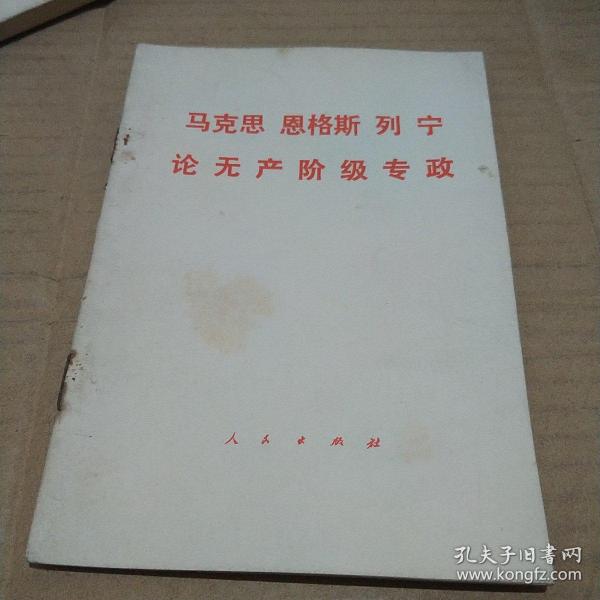 马克思 恩格斯 列宁
论无产阶级专政
人民出版社
孔夫子旧書网
www.kongfz.com